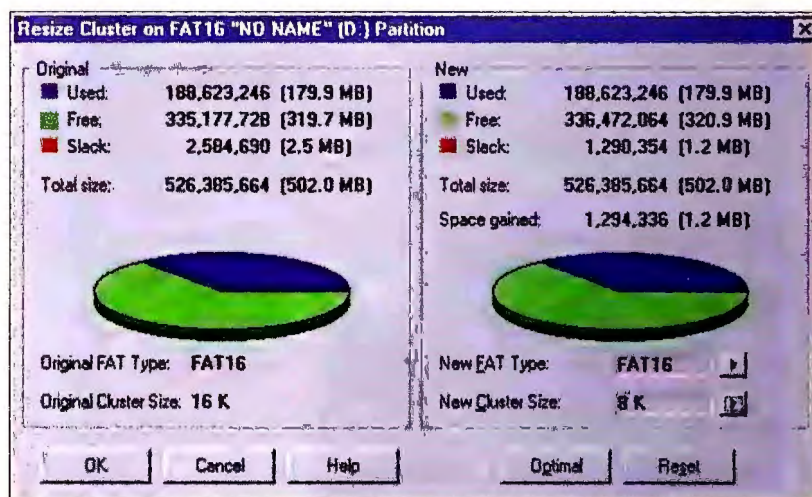 Resize Cluster on FAT16 "NO NAME" (D:) Partition
Original
Used: 188,623,246 (179.9 MB)
Free: 335,177,728 (319.7 MB)
Slack: 2,584,690 (2.5 MB)
Total size: 526,385,664 (502.0 MB)
Original FAT Type: FAT16
Original Cluster Size: 16 K
New
Used: 188,623,246 (179.9 MB)
Free: 336,472,064 (320.9 MB)
Slack: 1,290,354 (1.2 MB)
Total size: 526,385,664 (502.0 MB)
Space gained: 1,294,336 (1.2 MB)
New FAT Type: FAT16
New Cluster Size: 8 K
OK Cancel Help Optimal Reset